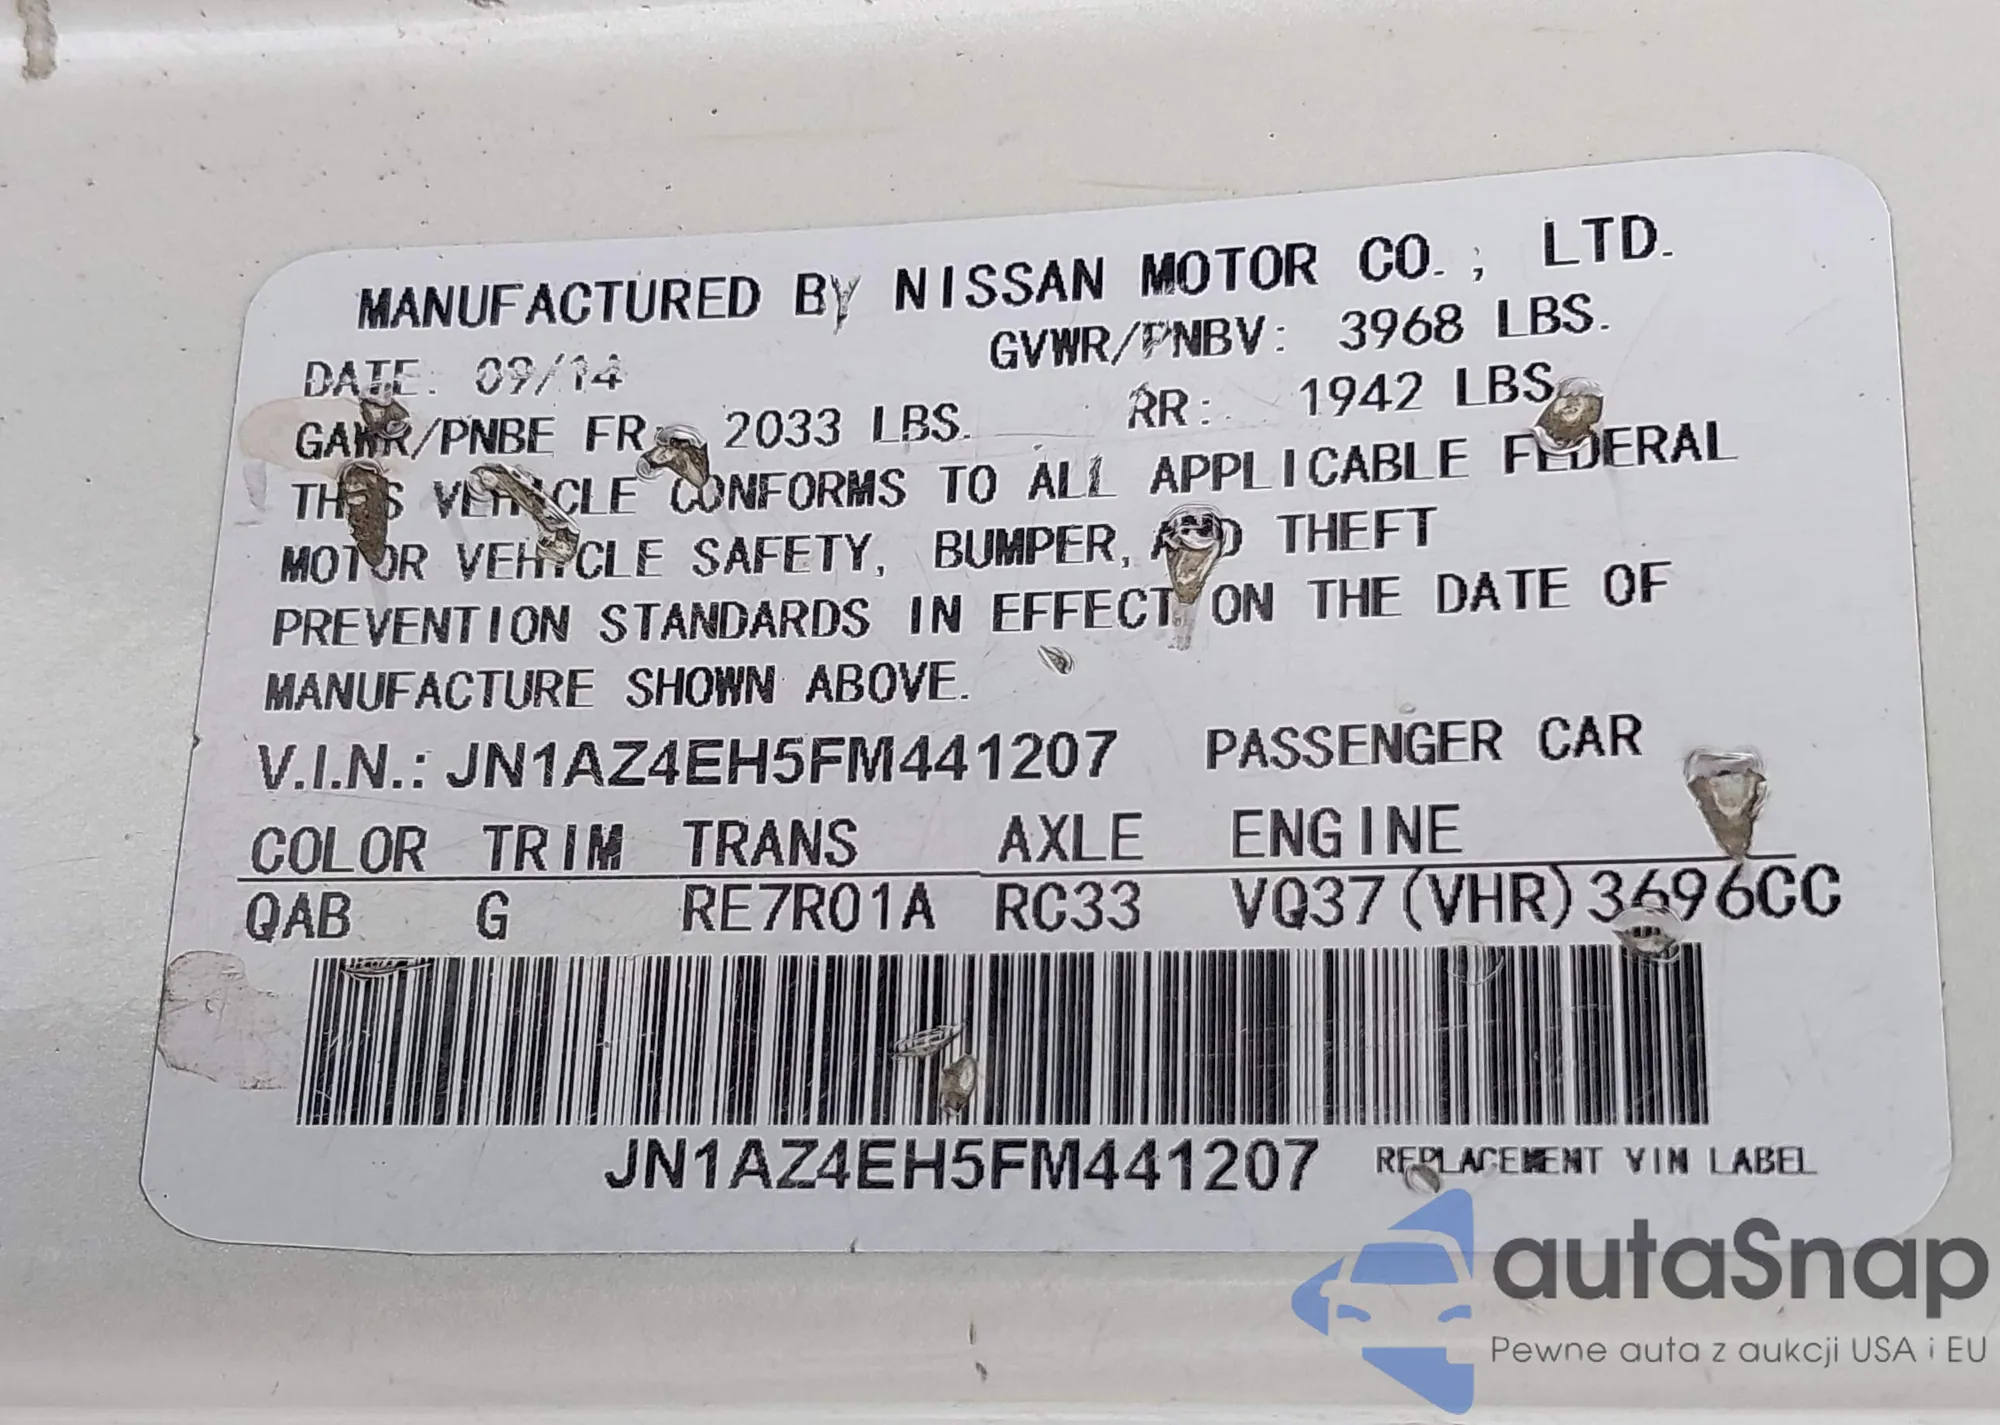 MANUFACTURED BY NISSAN MOTOR CO., LTD.
DATE: 09/14 GVWR/PNBV: 3968 LBS.
GAWR/PNBE FR: 2033 LBS. RR: 1942 LBS.
THIS VEHICLE CONFORMS TO ALL APPLICABLE FEDERAL
MOTOR VEHICLE SAFETY, BUMPER, AND THEFT
PREVENTION STANDARDS IN EFFECT ON THE DATE OF
MANUFACTURE SHOWN ABOVE.
V.I.N.: JN1AZ4EH5FM441207 PASSENGER CAR
COLOR TRIM TRANS AXLE ENGINE
QAB G RE7R01A RC33 VQ37(VHR)3696CC
JN1AZ4EH5FM441207 REPLACEMENT VIN LABEL
autaSnap
Pewne auta z aukcji USA i EU